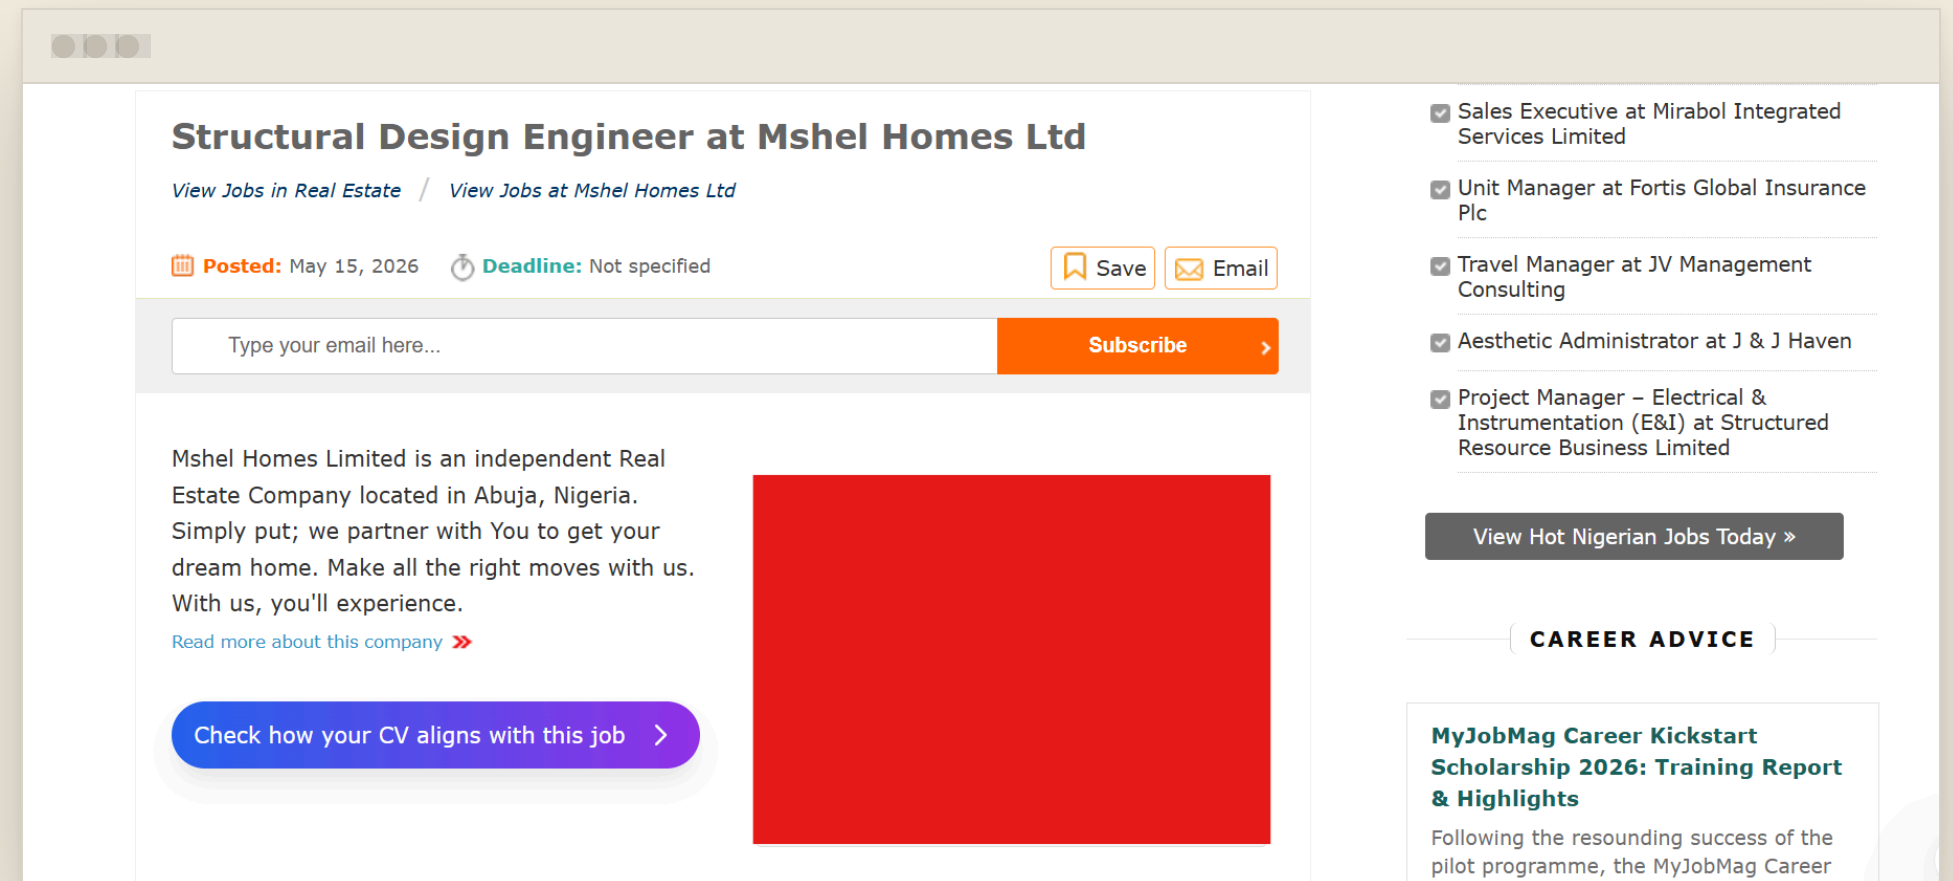 Structural Design Engineer at Mshel Homes Ltd
View Jobs in Real Estate / View Jobs at Mshel Homes Ltd
Posted: May 15, 2026 Deadline: Not specified
Save Email
Type your email here...
Subscribe
Mshel Homes Limited is an independent Real
Estate Company located in Abuja, Nigeria.
Simply put; we partner with You to get your
dream home. Make all the right moves with us.
With us, you'll experience.
Read more about this company
Check how your CV aligns with this job
Sales Executive at Mirabol Integrated
Services Limited
Unit Manager at Fortis Global Insurance
Plc
Travel Manager at JV Management
Consulting
Aesthetic Administrator at J & J Haven
Project Manager – Electrical &
Instrumentation (E&I) at Structured
Resource Business Limited
View Hot Nigerian Jobs Today »
CAREER ADVICE
MyJobMag Career Kickstart
Scholarship 2026: Training Report
& Highlights
Following the resounding success of the
pilot programme, the MyJobMag Career